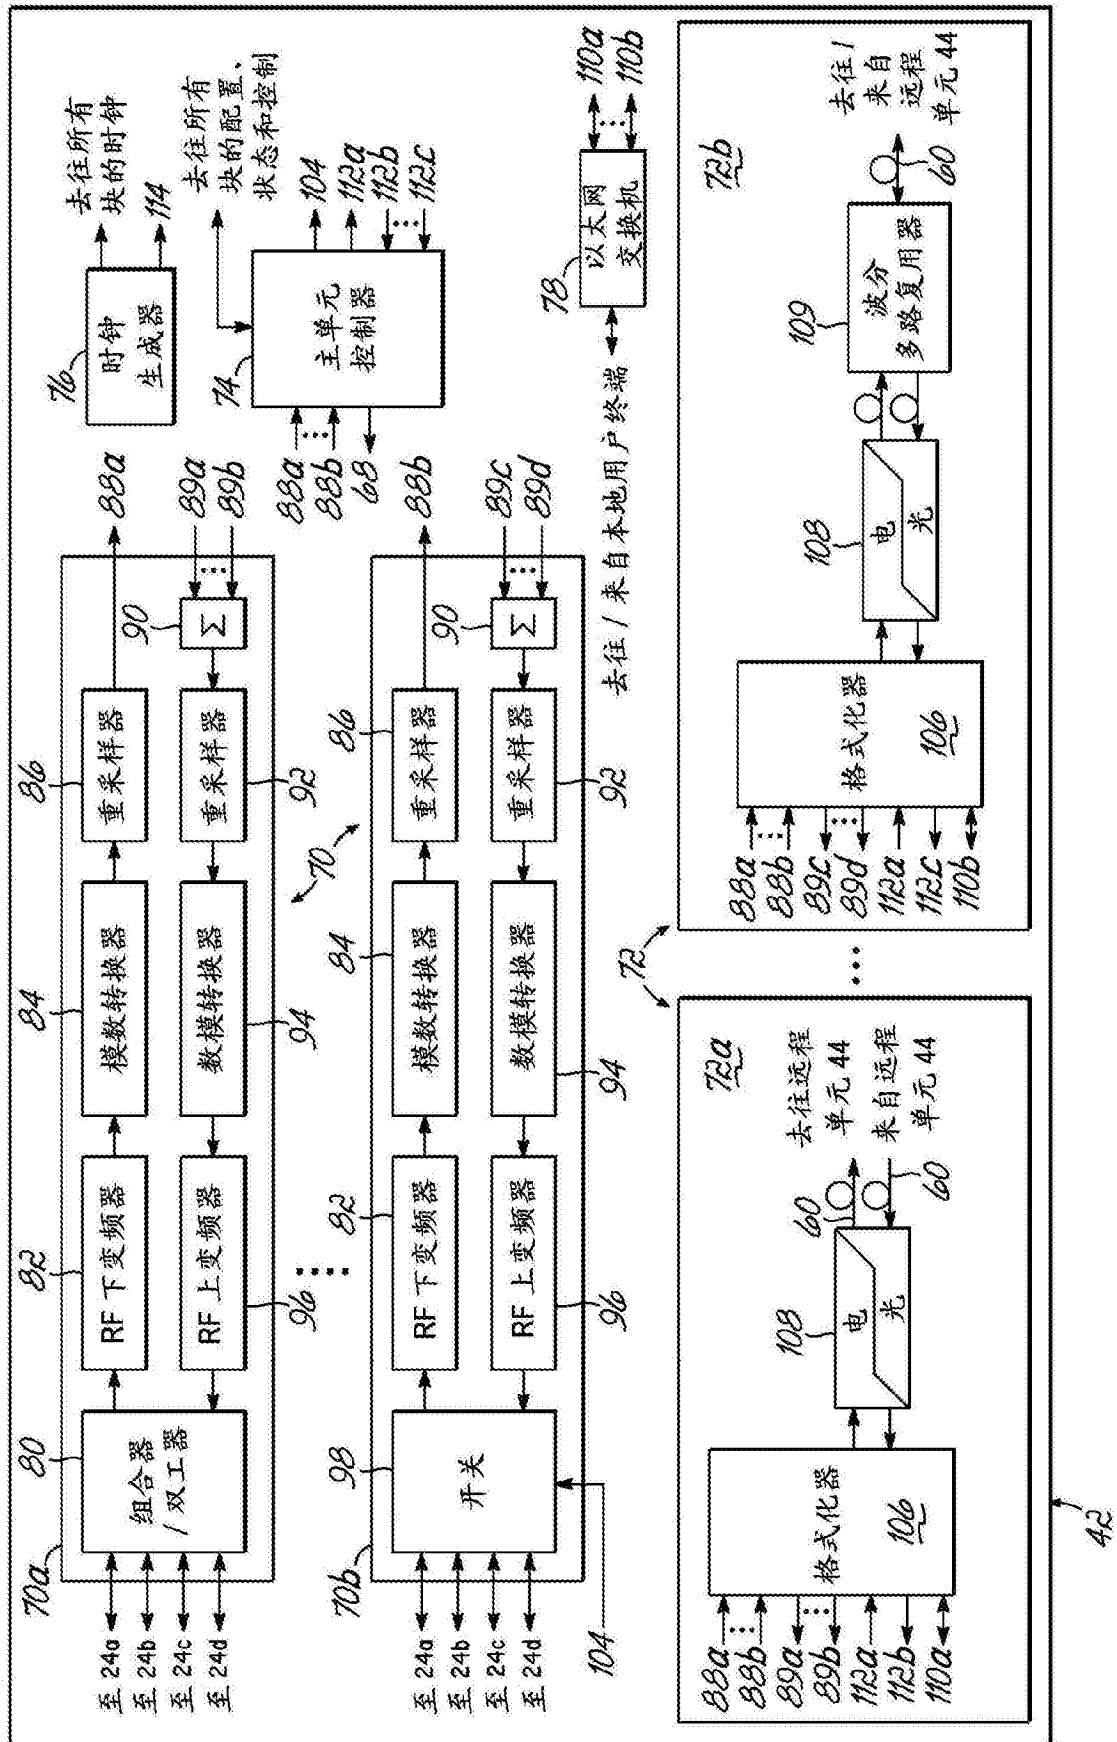 70a
80
组合器
/ 双工器
至 24a
至 24b
至 24c
至 24d
82
RF 下变频器
84
模数转换器
86
重采样器
88a
RF 上变频器
96
数模转换器
94
重采样器
92
90
Σ
89a
89b
70
70b
98
开关
至 24a
至 24b
至 24c
至 24d
104
82
RF 下变频器
84
模数转换器
86
重采样器
88b
RF 上变频器
96
数模转换器
94
重采样器
92
90
Σ
89c
89d
76
时钟
生成器
去往所有
块的时钟
114
74
主单元
控制器
去往所有
块的配置、
状态和控制
88a
88b
68
104
112a
112b
112c
去往 / 来自本地用户终端
78
以太网
交换机
110a
110b
72
72a
88a
88b
89a
89b
112a
112b
110a
格式化器
106
108
电
光
60
去往远程
单元 44
来自远程
单元 44
60
72b
88a
88b
89c
89d
112a
112c
110b
格式化器
106
108
电
光
109
波分
多路复用器
60
去往 /
来自
远程
单元 44
42